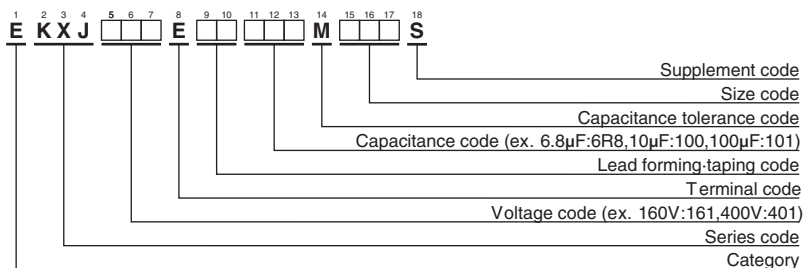 1 2 3 4 5 6 7 8 9 10 11 12 13 14 15 16 17 18
E KXJ E M S
Supplement code
Size code
Capacitance tolerance code
Capacitance code (ex. 6.8μF:6R8,10μF:100,100μF:101)
Lead forming·taping code
Terminal code
Voltage code (ex. 160V:161,400V:401)
Series code
Category